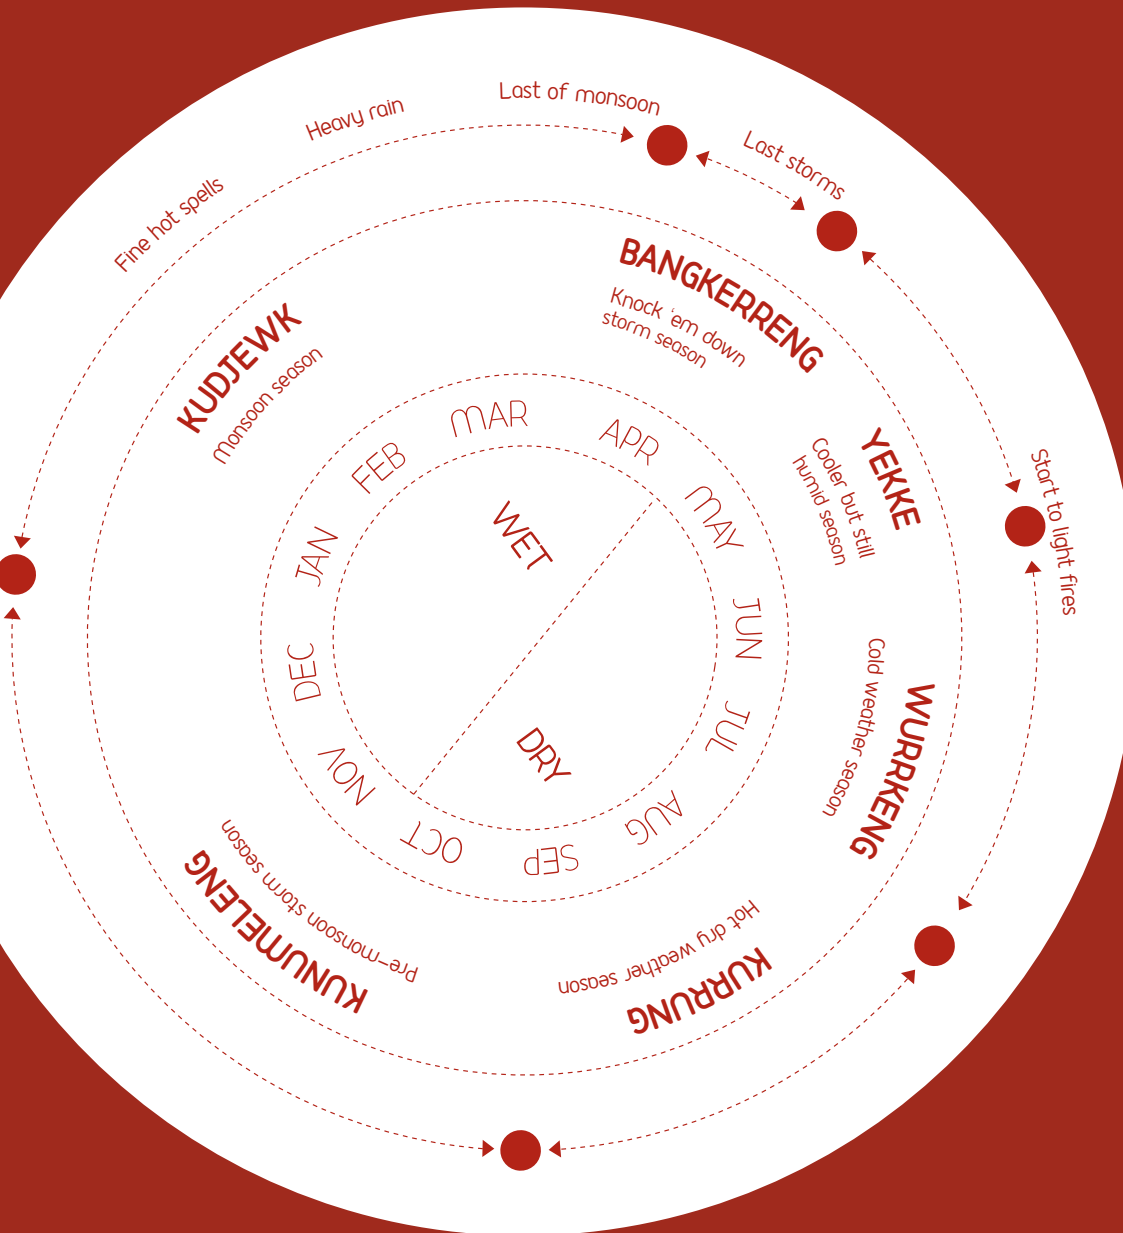 Fine hot spells
Heavy rain
Last of monsoon
Last storms
Start to light fires
KUDJEWK
Monsoon season
BANGKERRENG
Knock 'em down
storm season
YEKKE
Cooler but still
humid season
WURRKENG
Cold weather season
KURRUNG
Hot dry weather season
KUNUMELENG
Pre-monsoon storm season
JAN
FEB
MAR
APR
MAY
JUN
JUL
AUG
SEP
OCT
NOV
DEC
WET
DRY